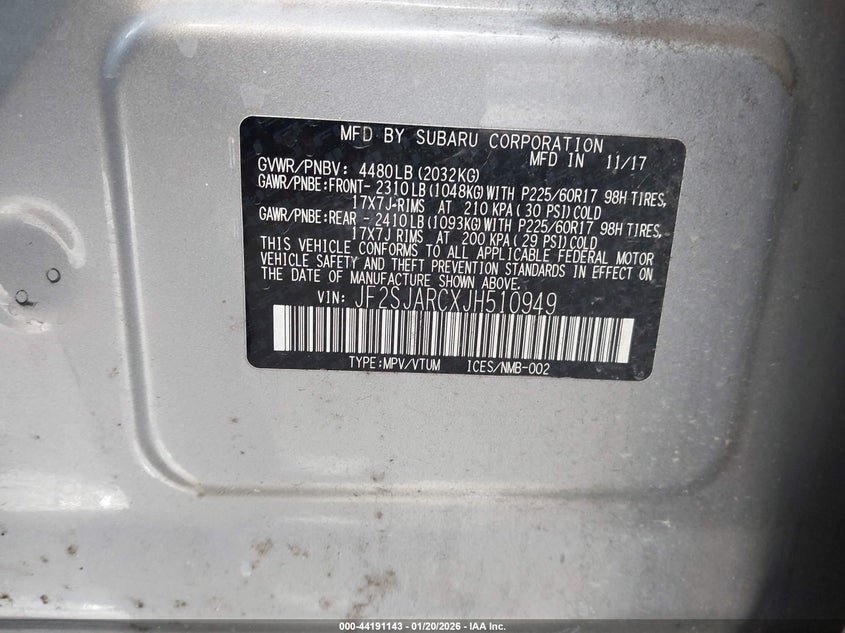 MFD BY SUBARU CORPORATION
MFD IN 11/17
GVWR/PNBV: 4480LB (2032KG)
GAWR/PNBE:FRONT- 2310LB (1048KG)WITH P225/60R17 98H TIRES,
17X7J-RIMS AT 210 KPA( 30 PSI)COLD
GAWR/PNBE:REAR - 2410LB (1093KG)WITH P225/60R17 98H TIRES,
17X7J RIMS AT 200 KPA( 29 PSI)COLD
THIS VEHICLE CONFORMS TO ALL APPLICABLE FEDERAL MOTOR
VEHICLE SAFETY AND THEFT PREVENTION STANDARDS IN EFFECT ON
THE DATE OF MANUFACTURE SHOWN ABOVE.
VIN: JF2SJARCXJH510949
TYPE:MPV/VTUM ICES/NMB-002
000-44191143 - 01/20/2026 - IAA Inc.